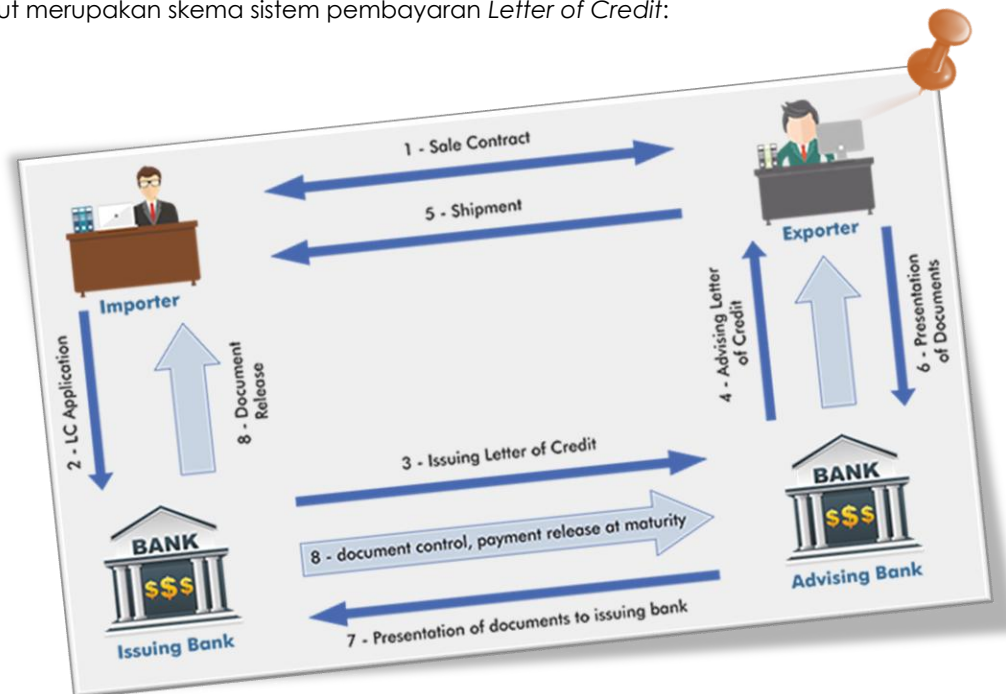 ut merupakan skema sistem pembayaran Letter of Credit:
1 - Sale Contract
5 - Shipment
Importer
Exporter
2 - LC Application
8 - Document
Release
4 - Advising Letter
of Credit
6 - Presentation
of Documents
3 - Issuing Letter of Credit
8 - document control, payment release at maturity
7 - Presentation of documents to issuing bank
BANK
$$$
Issuing Bank
BANK
$$$
Advising Bank